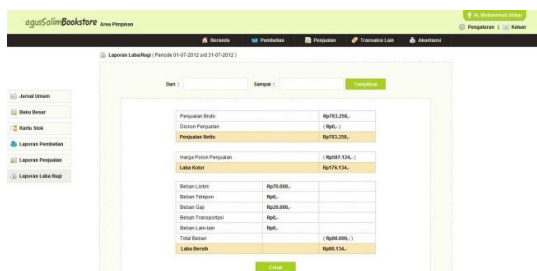 Hi, Muhammad Akbar
agusSalimBookstore Area Pimpinan
Pengaturan | Keluar
Beranda Pembelian Penjualan Transaksi Lain Akuntansi
Laporan Laba/Rugi ( Periode 01-07-2012 s/d 31-07-2012 )
Dari : Sampai : Tampilkan
Jurnal Umum
Buku Besar
Kartu Stok
Laporan Pembelian
Laporan Penjualan
Laporan Laba Rugi
Penjualan Bruto Rp763.258,-
Diskon Penjualan ( Rp0,- )
Penjualan Netto Rp763.258,-
Harga Pokok Penjualan ( Rp587.124,- )
Laba Kotor Rp176.134,-
Beban Listrik Rp70.000,-
Beban Telepon Rp0,-
Beban Gaji Rp20.000,-
Beban Transportasi Rp0,-
Beban Lain-lain Rp0,-
Total Beban ( Rp90.000,- )
Laba Bersih Rp86.134,-
Cetak